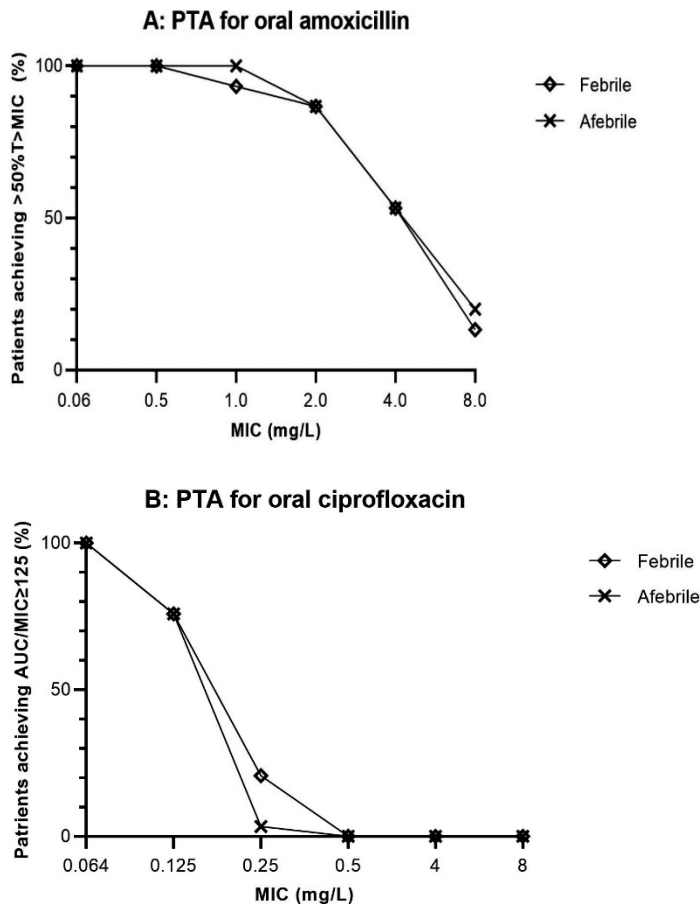 A: PTA for oral amoxicillin
Patients achieving >50%T>MIC (%)
100
50
0
0.06 0.5 1.0 2.0 4.0 8.0
MIC (mg/L)
Febrile
Afebrile
B: PTA for oral ciprofloxacin
Patrients achieving AUC/MIC≥125 (%)
100
50
0
0.064 0.125 0.25 0.5 4 8
MIC (mg/L)
Febrile
Afebrile